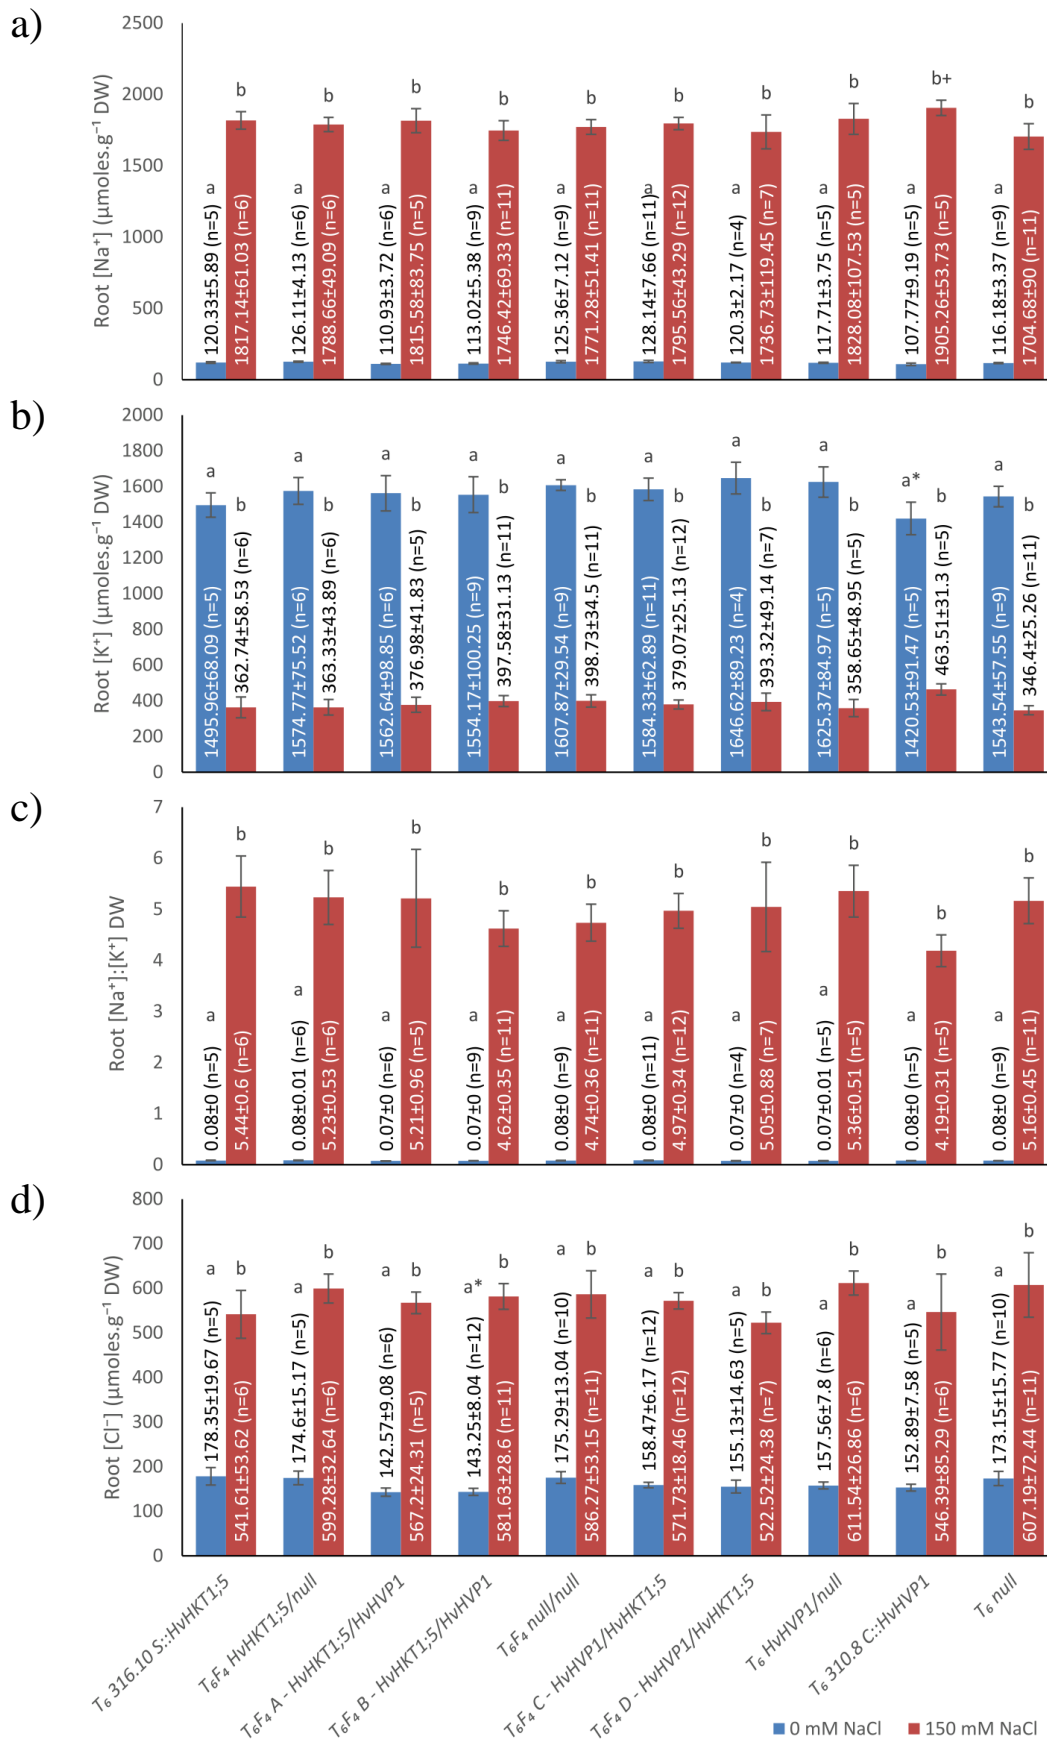 a)
Root [Na⁺] (μmoles.g⁻¹ DW)
2500
2000
1500
1000
500
0
b b b b b b b b b+ b
a a a a a a a a a a
120.33±5.89 (n=5)
1817.14±61.03 (n=6)
126.11±4.13 (n=6)
1788.66±49.09 (n=6)
110.93±3.72 (n=6)
1815.58±83.75 (n=5)
113.02±5.38 (n=9)
1746.42±69.33 (n=11)
125.36±7.12 (n=9)
1771.28±51.41 (n=11)
128.14±7.66 (n=11)
1795.56±43.29 (n=12)
120.3±2.17 (n=4)
1736.73±119.45 (n=7)
117.71±3.75 (n=5)
1828.08±107.53 (n=5)
107.77±9.19 (n=5)
1905.26±53.73 (n=5)
116.18±3.37 (n=9)
1704.68±90 (n=11)
b)
Root [K⁺] (μmoles.g⁻¹ DW)
2000
1800
1600
1400
1200
1000
800
600
400
200
0
a a a a a a a a a* a
b b b b b b b b b b
1495.96±68.09 (n=5)
362.74±58.53 (n=6)
1574.77±75.52 (n=6)
363.33±43.89 (n=6)
1562.64±98.85 (n=6)
376.98±41.83 (n=5)
1554.17±100.25 (n=9)
397.58±31.13 (n=11)
1607.87±29.54 (n=9)
398.73±34.5 (n=11)
1584.33±62.89 (n=11)
379.07±25.13 (n=12)
1646.62±89.23 (n=4)
393.32±49.14 (n=7)
1625.37±84.97 (n=5)
358.65±48.95 (n=5)
1420.53±91.47 (n=5)
463.51±31.3 (n=5)
1543.54±57.55 (n=9)
346.4±25.26 (n=11)
c)
Root [Na⁺]:[K⁺] DW
7
6
5
4
3
2
1
0
b b b b b b b b b b
a a a a a a a a a a
0.08±0 (n=5)
5.44±0.6 (n=6)
0.08±0.01 (n=6)
5.23±0.53 (n=6)
0.07±0 (n=6)
5.21±0.96 (n=5)
0.07±0 (n=9)
4.62±0.35 (n=11)
0.08±0 (n=9)
4.74±0.36 (n=11)
0.08±0 (n=11)
4.97±0.34 (n=12)
0.07±0 (n=4)
5.05±0.88 (n=7)
0.07±0.01 (n=5)
5.36±0.51 (n=5)
0.08±0 (n=5)
4.19±0.31 (n=5)
0.08±0 (n=9)
5.16±0.45 (n=11)
d)
Root [Cl⁻] (μmoles.g⁻¹ DW)
800
700
600
500
400
300
200
100
0
a b a b a b a* b a b a b a b a b a b a b
178.35±19.67 (n=5)
541.61±53.62 (n=6)
174.6±15.17 (n=5)
599.28±32.64 (n=6)
142.57±9.08 (n=6)
567.2±24.31 (n=5)
143.25±8.04 (n=12)
581.63±28.6 (n=11)
175.29±13.04 (n=10)
586.27±53.15 (n=11)
158.47±6.17 (n=12)
571.73±18.46 (n=12)
155.13±14.63 (n=5)
522.52±24.38 (n=7)
157.56±7.8 (n=6)
611.54±26.86 (n=6)
152.89±7.58 (n=5)
546.39±85.29 (n=6)
173.15±15.77 (n=10)
607.19±72.44 (n=11)
T₆ 316.10 S::HvHKT1;5
T₆F₄ HvHKT1;5/null
T₆F₄ A - HvHKT1;5/HvHVP1
T₆F₄ B - HvHKT1;5/HvHVP1
T₆F₄ null/null
T₆F₄ C - HvHVP1/HvHKT1;5
T₆F₄ D - HvHVP1/HvHKT1;5
T₆ HvHVP1/null
T₆ 310.8 C::HvHVP1
T₆ null
0 mM NaCl 150 mM NaCl